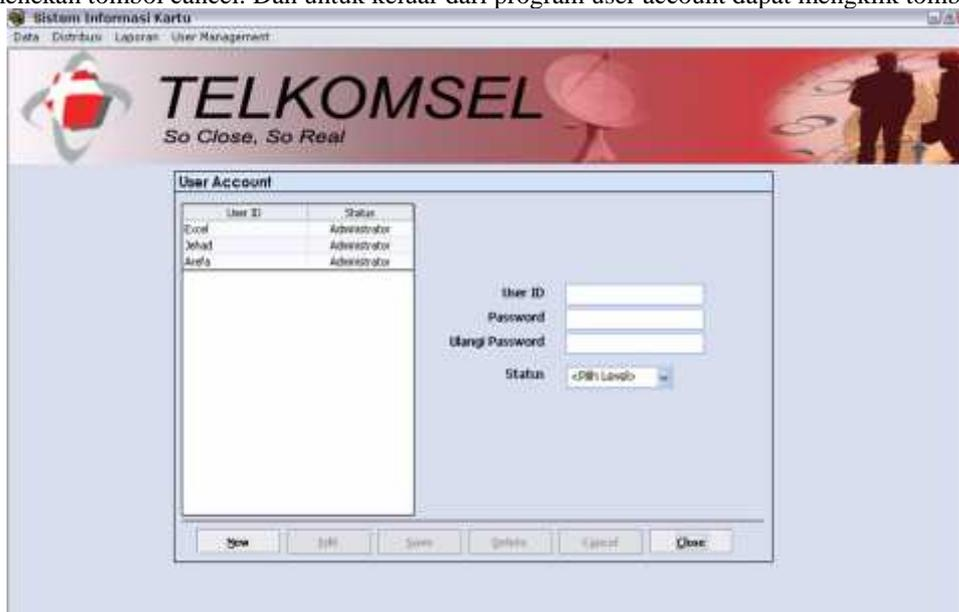 menekan tombol cancel. Dan untuk keluar dari program user account dapat mengklik
Sistem Informasi Kartu
Data Distribusi Laporan User Management
TELKOMSEL
So Close, So Real
User Account
User ID Status
Excel Administrator
Jehad Administrator
Arefa Administrator
User ID
Password
Ulangi Password
Status <Pilih Level>
New Edit Save Delete Cancel Close